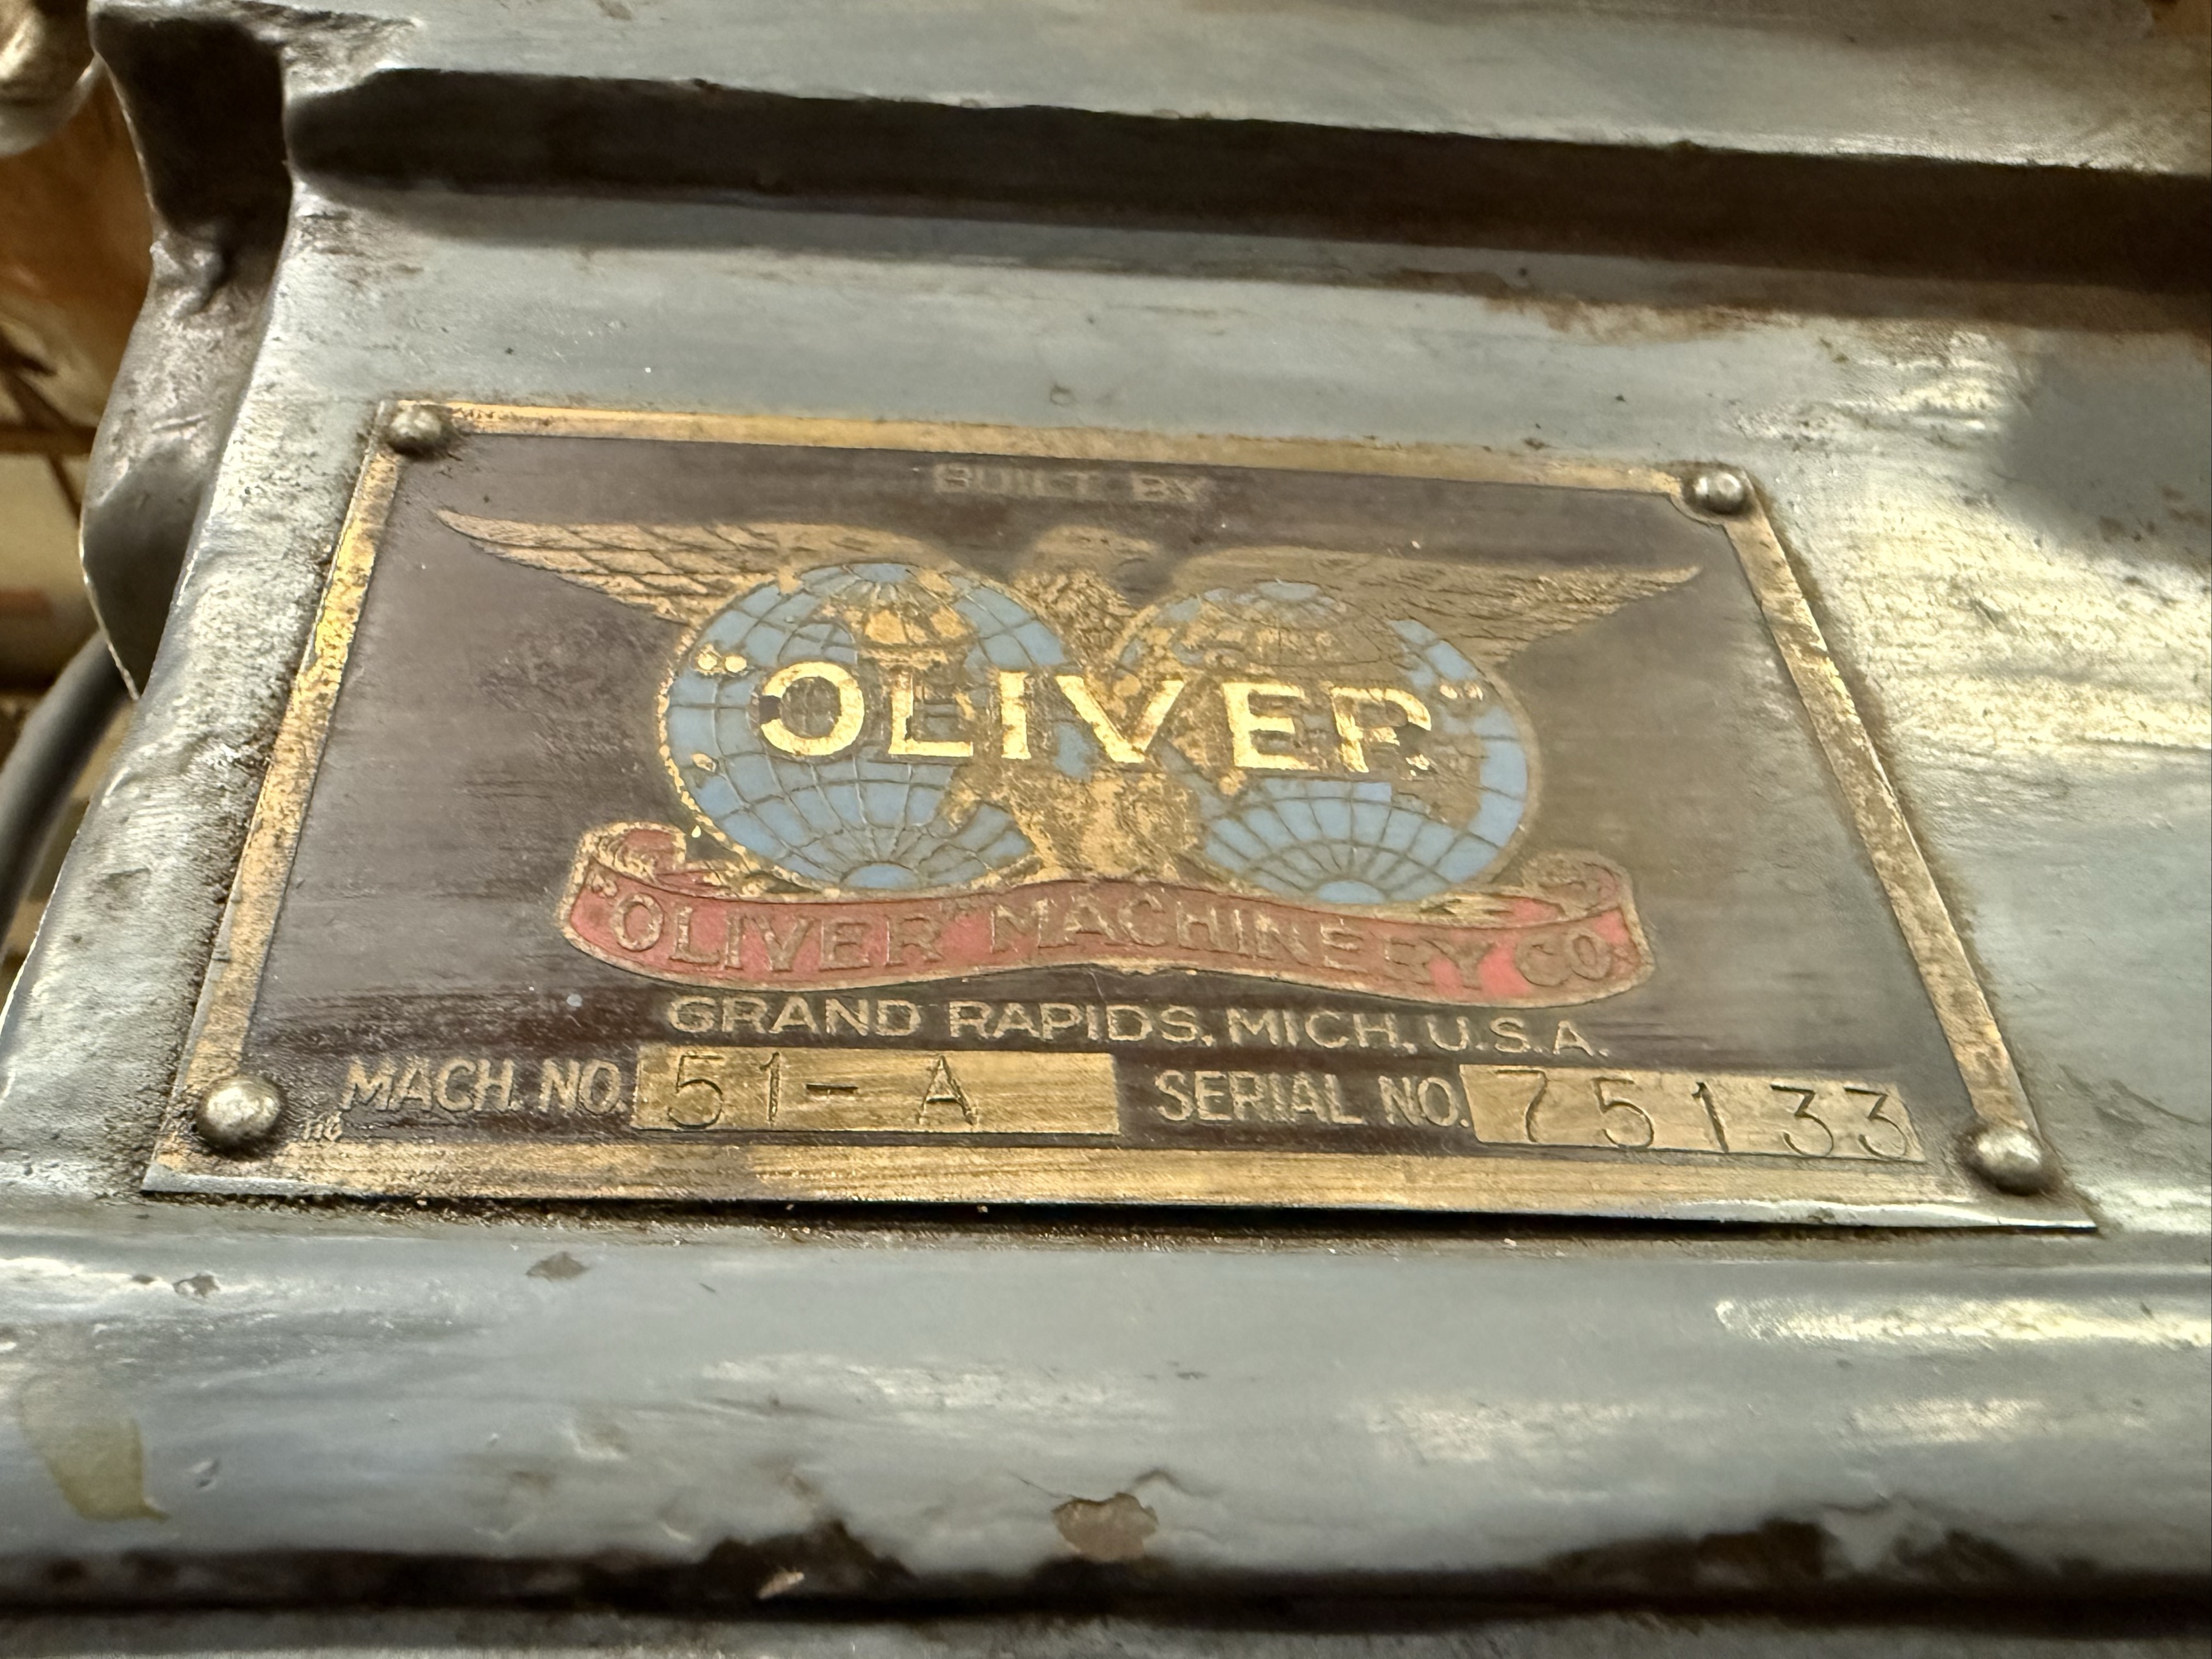 BUILT BY
"OLIVER"
"OLIVER" MACHINERY CO.
GRAND RAPIDS, MICH. U.S.A.
MACH. NO. 51-A SERIAL NO. 75133